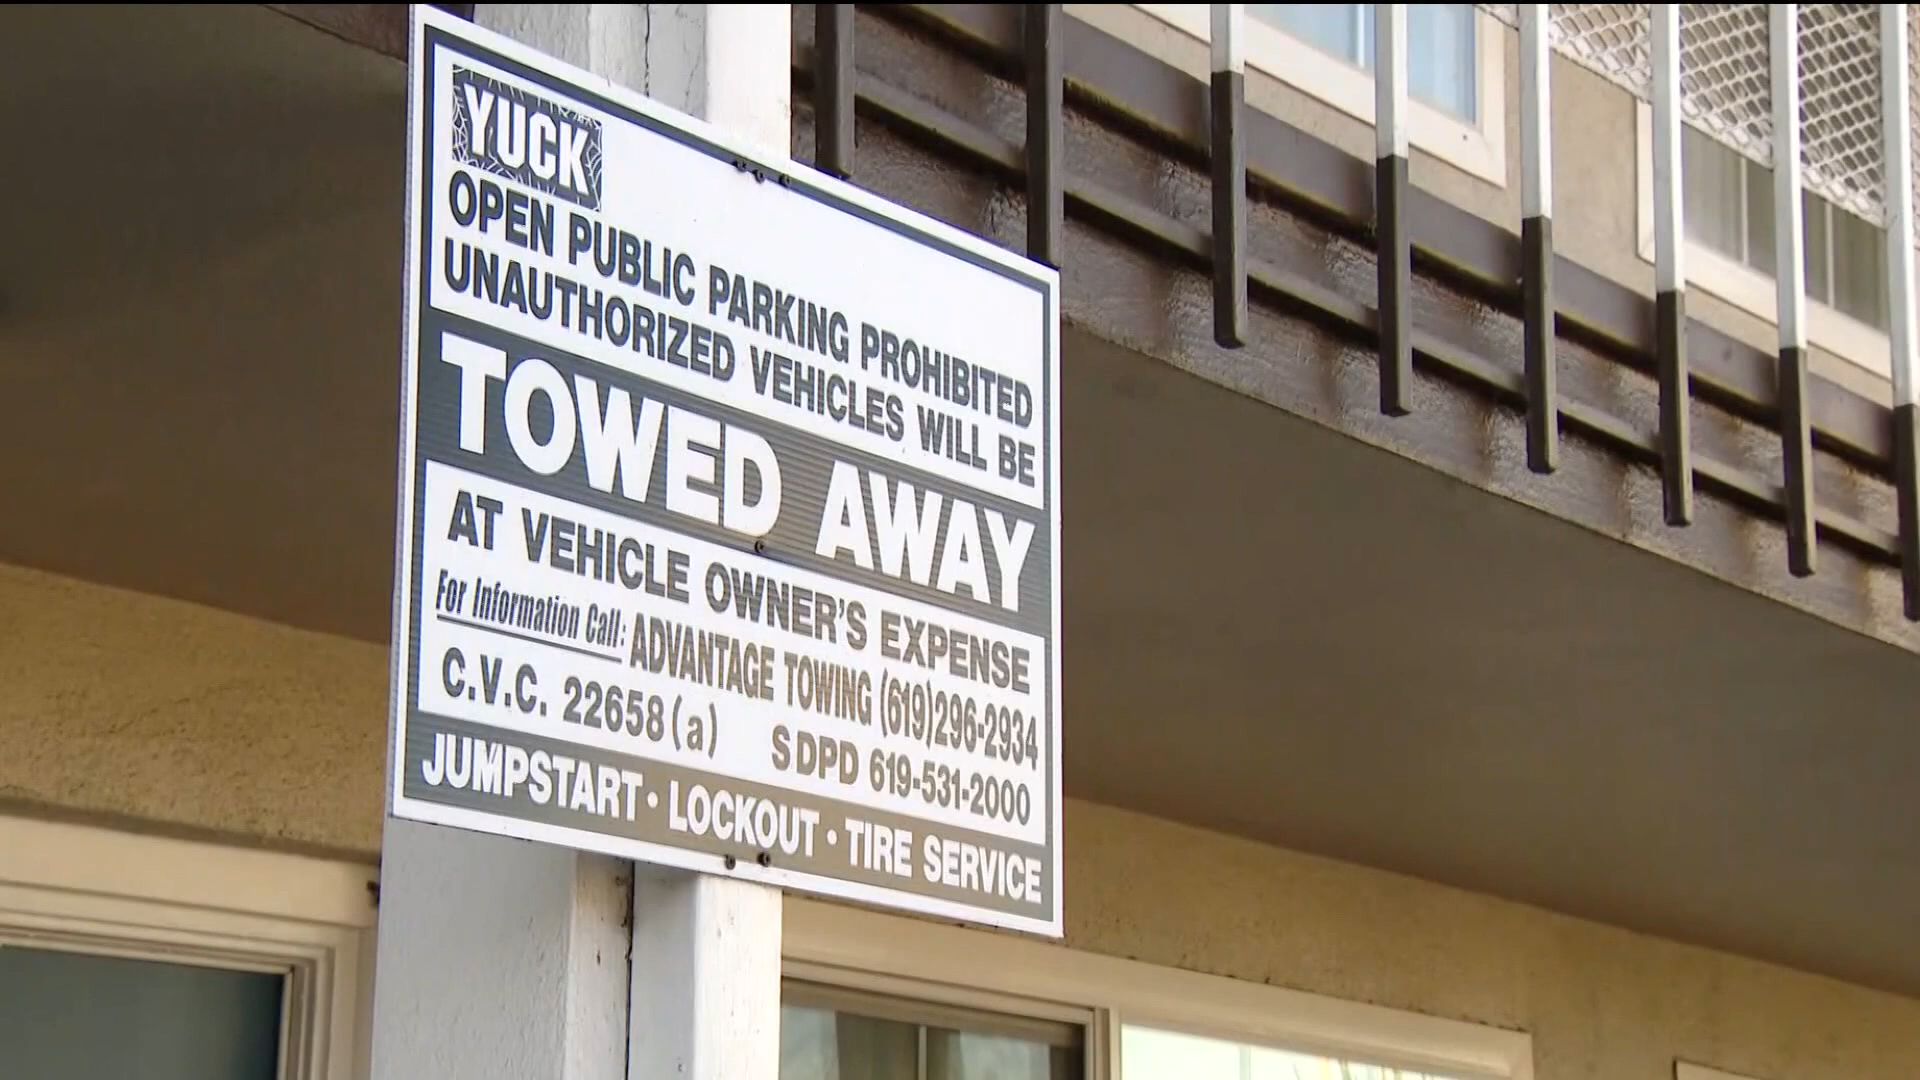 YUCK
OPEN PUBLIC PARKING PROHIBITED
UNAUTHORIZED VEHICLES WILL BE
TOWED AWAY
AT VEHICLE OWNER'S EXPENSE
For Information Call: ADVANTAGE TOWING (619)296-2934
C.V.C. 22658(a) SDPD 619-531-2000
JUMPSTART · LOCKOUT · TIRE SERVICE